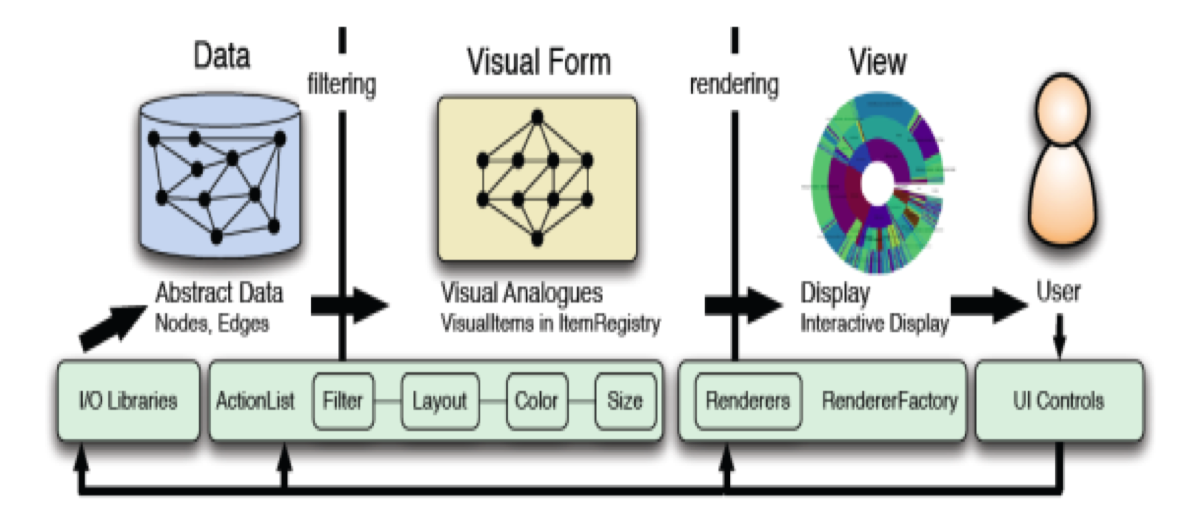 Data
filtering
Visual Form
rendering
View
Abstract Data
Nodes, Edges
Visual Analogues
VisualItems in ItemRegistry
Display
Interactive Display
User
I/O Libraries
ActionList
Filter
Layout
Color
Size
Renderers
RendererFactory
UI Controls